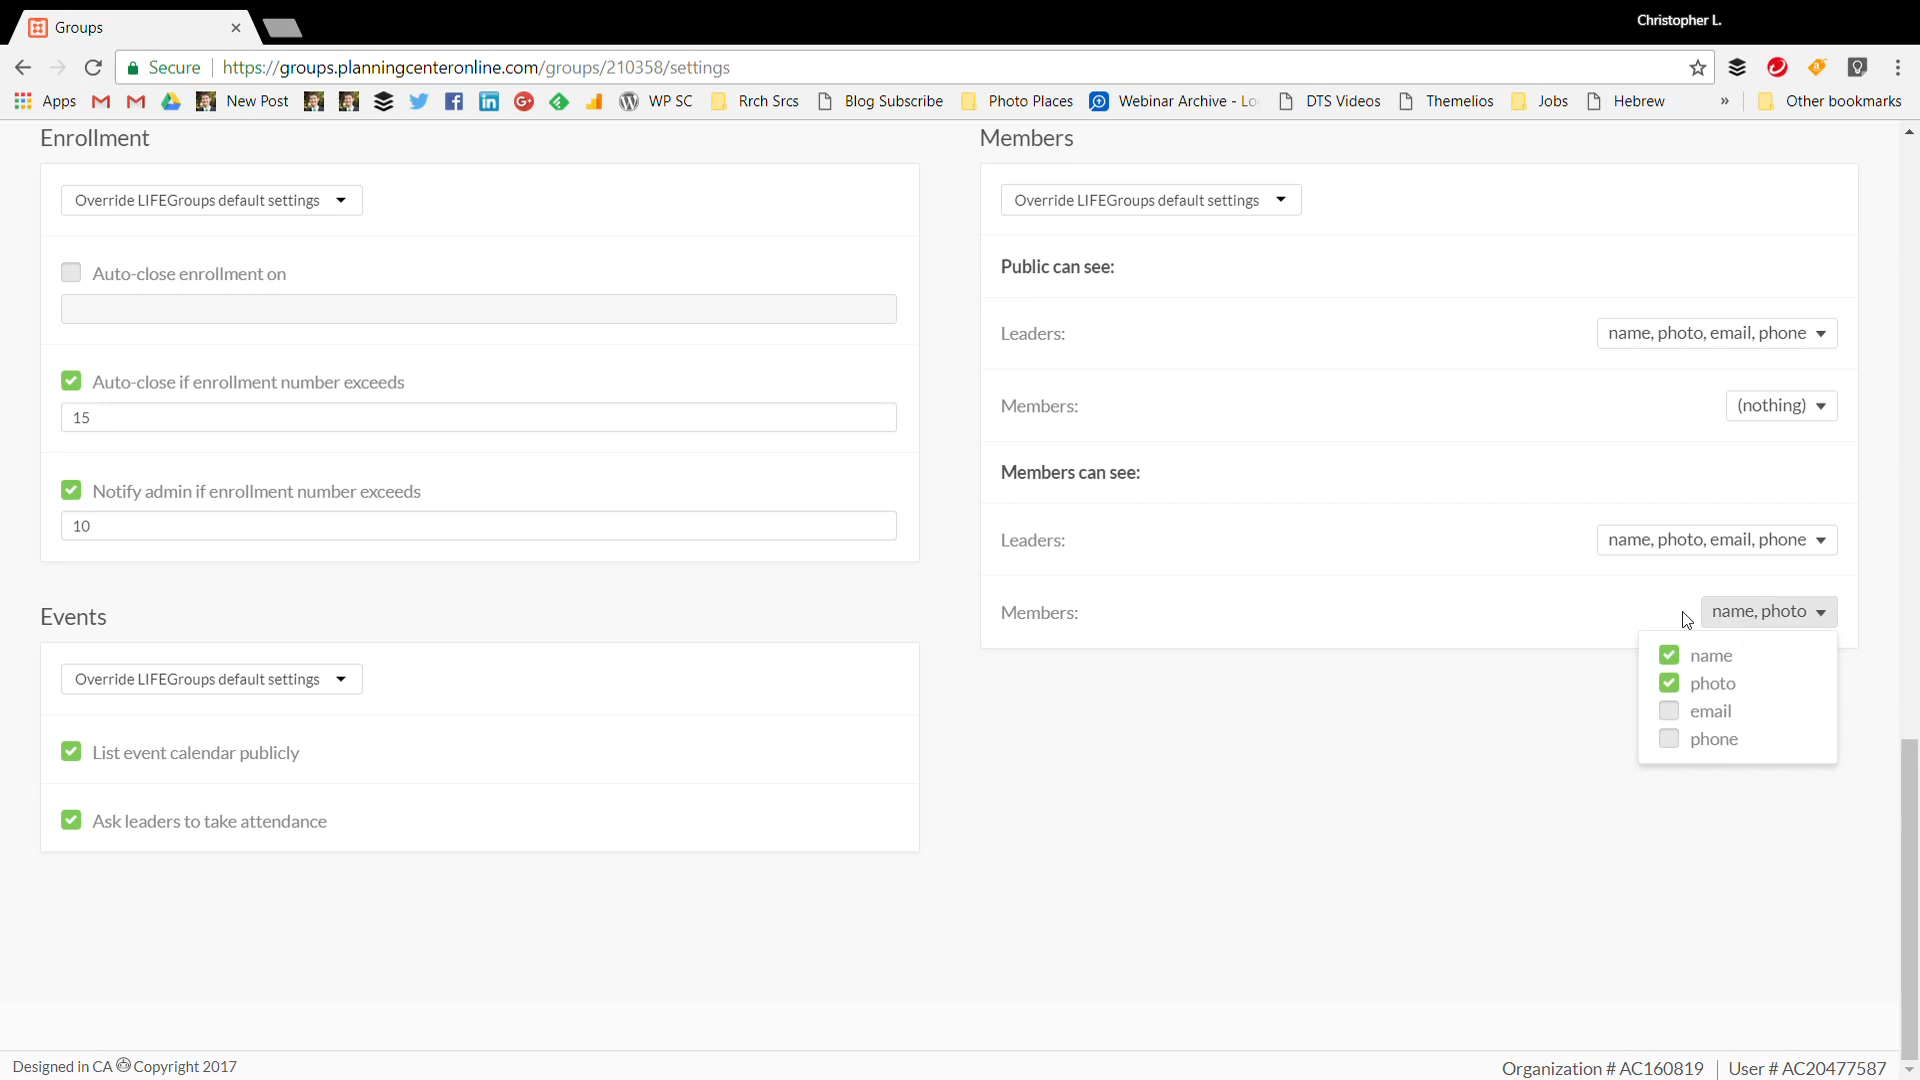 Groups
Christopher L.
Secure
https://groups.planningcenteronline.com/groups/210358/settings
Apps
New Post
WP SC
Rrch Srcs
Blog Subscribe
Photo Places
Webinar Archive - Lo
DTS Videos
Themelios
Jobs
Hebrew
»
Other bookmarks
Enrollment
Override LIFEGroups default settings
Auto-close enrollment on
Auto-close if enrollment number exceeds
15
Notify admin if enrollment number exceeds
10
Events
Override LIFEGroups default settings
List event calendar publicly
Ask leaders to take attendance
Members
Override LIFEGroups default settings
Public can see:
Leaders:
name, photo, email, phone
Members:
(nothing)
Members can see:
Leaders:
name, photo, email, phone
Members:
name, photo
name
photo
email
phone
Designed in CA Copyright 2017
Organization # AC160819 | User # AC20477587